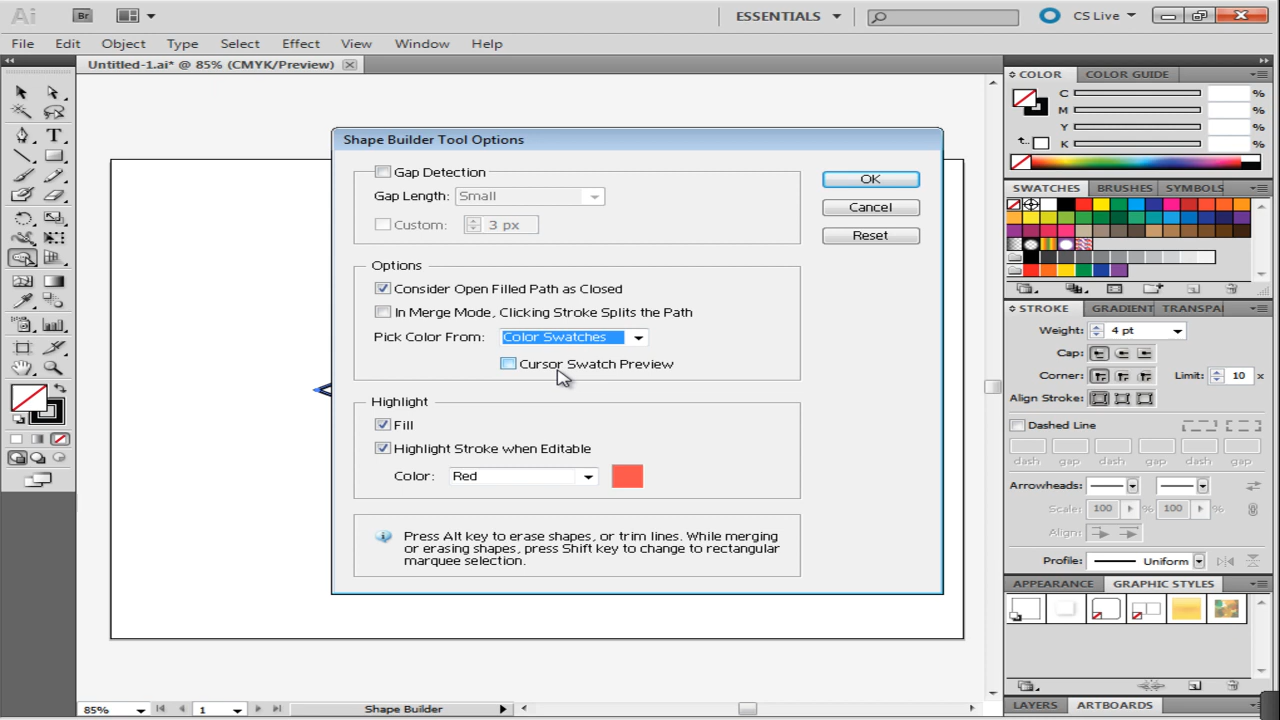 Ai Br ESSENTIALS CS Live
File Edit Object Type Select Effect View Window Help
Untitled-1.ai* @ 85% (CMYK/Preview)
COLOR COLOR GUIDE
C %
M %
Y %
K %
SWATCHES BRUSHES SYMBOLS
Shape Builder Tool Options
Gap Detection
Gap Length: Small
Custom: 3 px
OK
Cancel
Reset
Options
Consider Open Filled Path as Closed
In Merge Mode, Clicking Stroke Splits the Path
Pick Color From: Color Swatches
Cursor Swatch Preview
Highlight
Fill
Highlight Stroke when Editable
Color: Red
Press Alt key to erase shapes, or trim lines. While merging
or erasing shapes, press Shift key to change to rectangular
marquee selection.
STROKE GRADIENT TRANSPA
Weight: 4 pt
Cap:
Corner: Limit: 10 x
Align Stroke:
Dashed Line
dash gap dash gap dash gap
Arrowheads:
Scale: 100 % 100 %
Align:
Profile: Uniform
APPEARANCE GRAPHIC STYLES
LAYERS ARTBOARDS
85% 1 Shape Builder